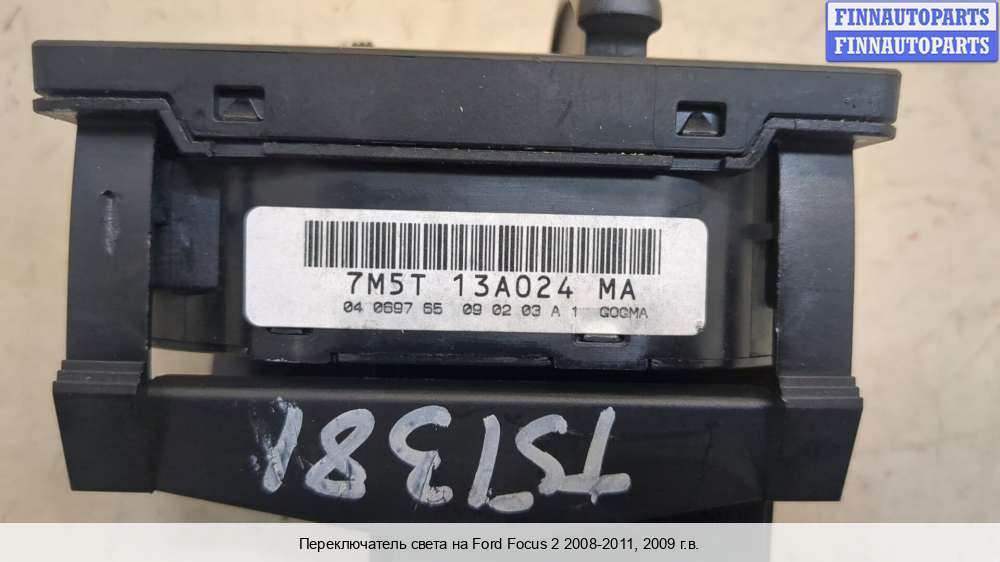 FINNAUTOPARTS
FINNAUTOPARTS
7M5T 13A024 MA
04 0697 65 09 02 03 A 1 GOGMA
TS1381
Переключатель света на Ford Focus 2 2008-2011, 2009 г.в.